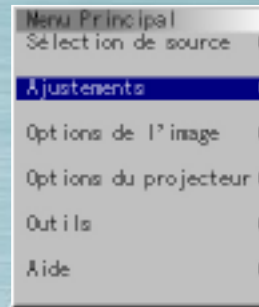 Menu Principal
Sélection de source
Ajustements
Options de l'image
Options du projecteur
Outils
Aide